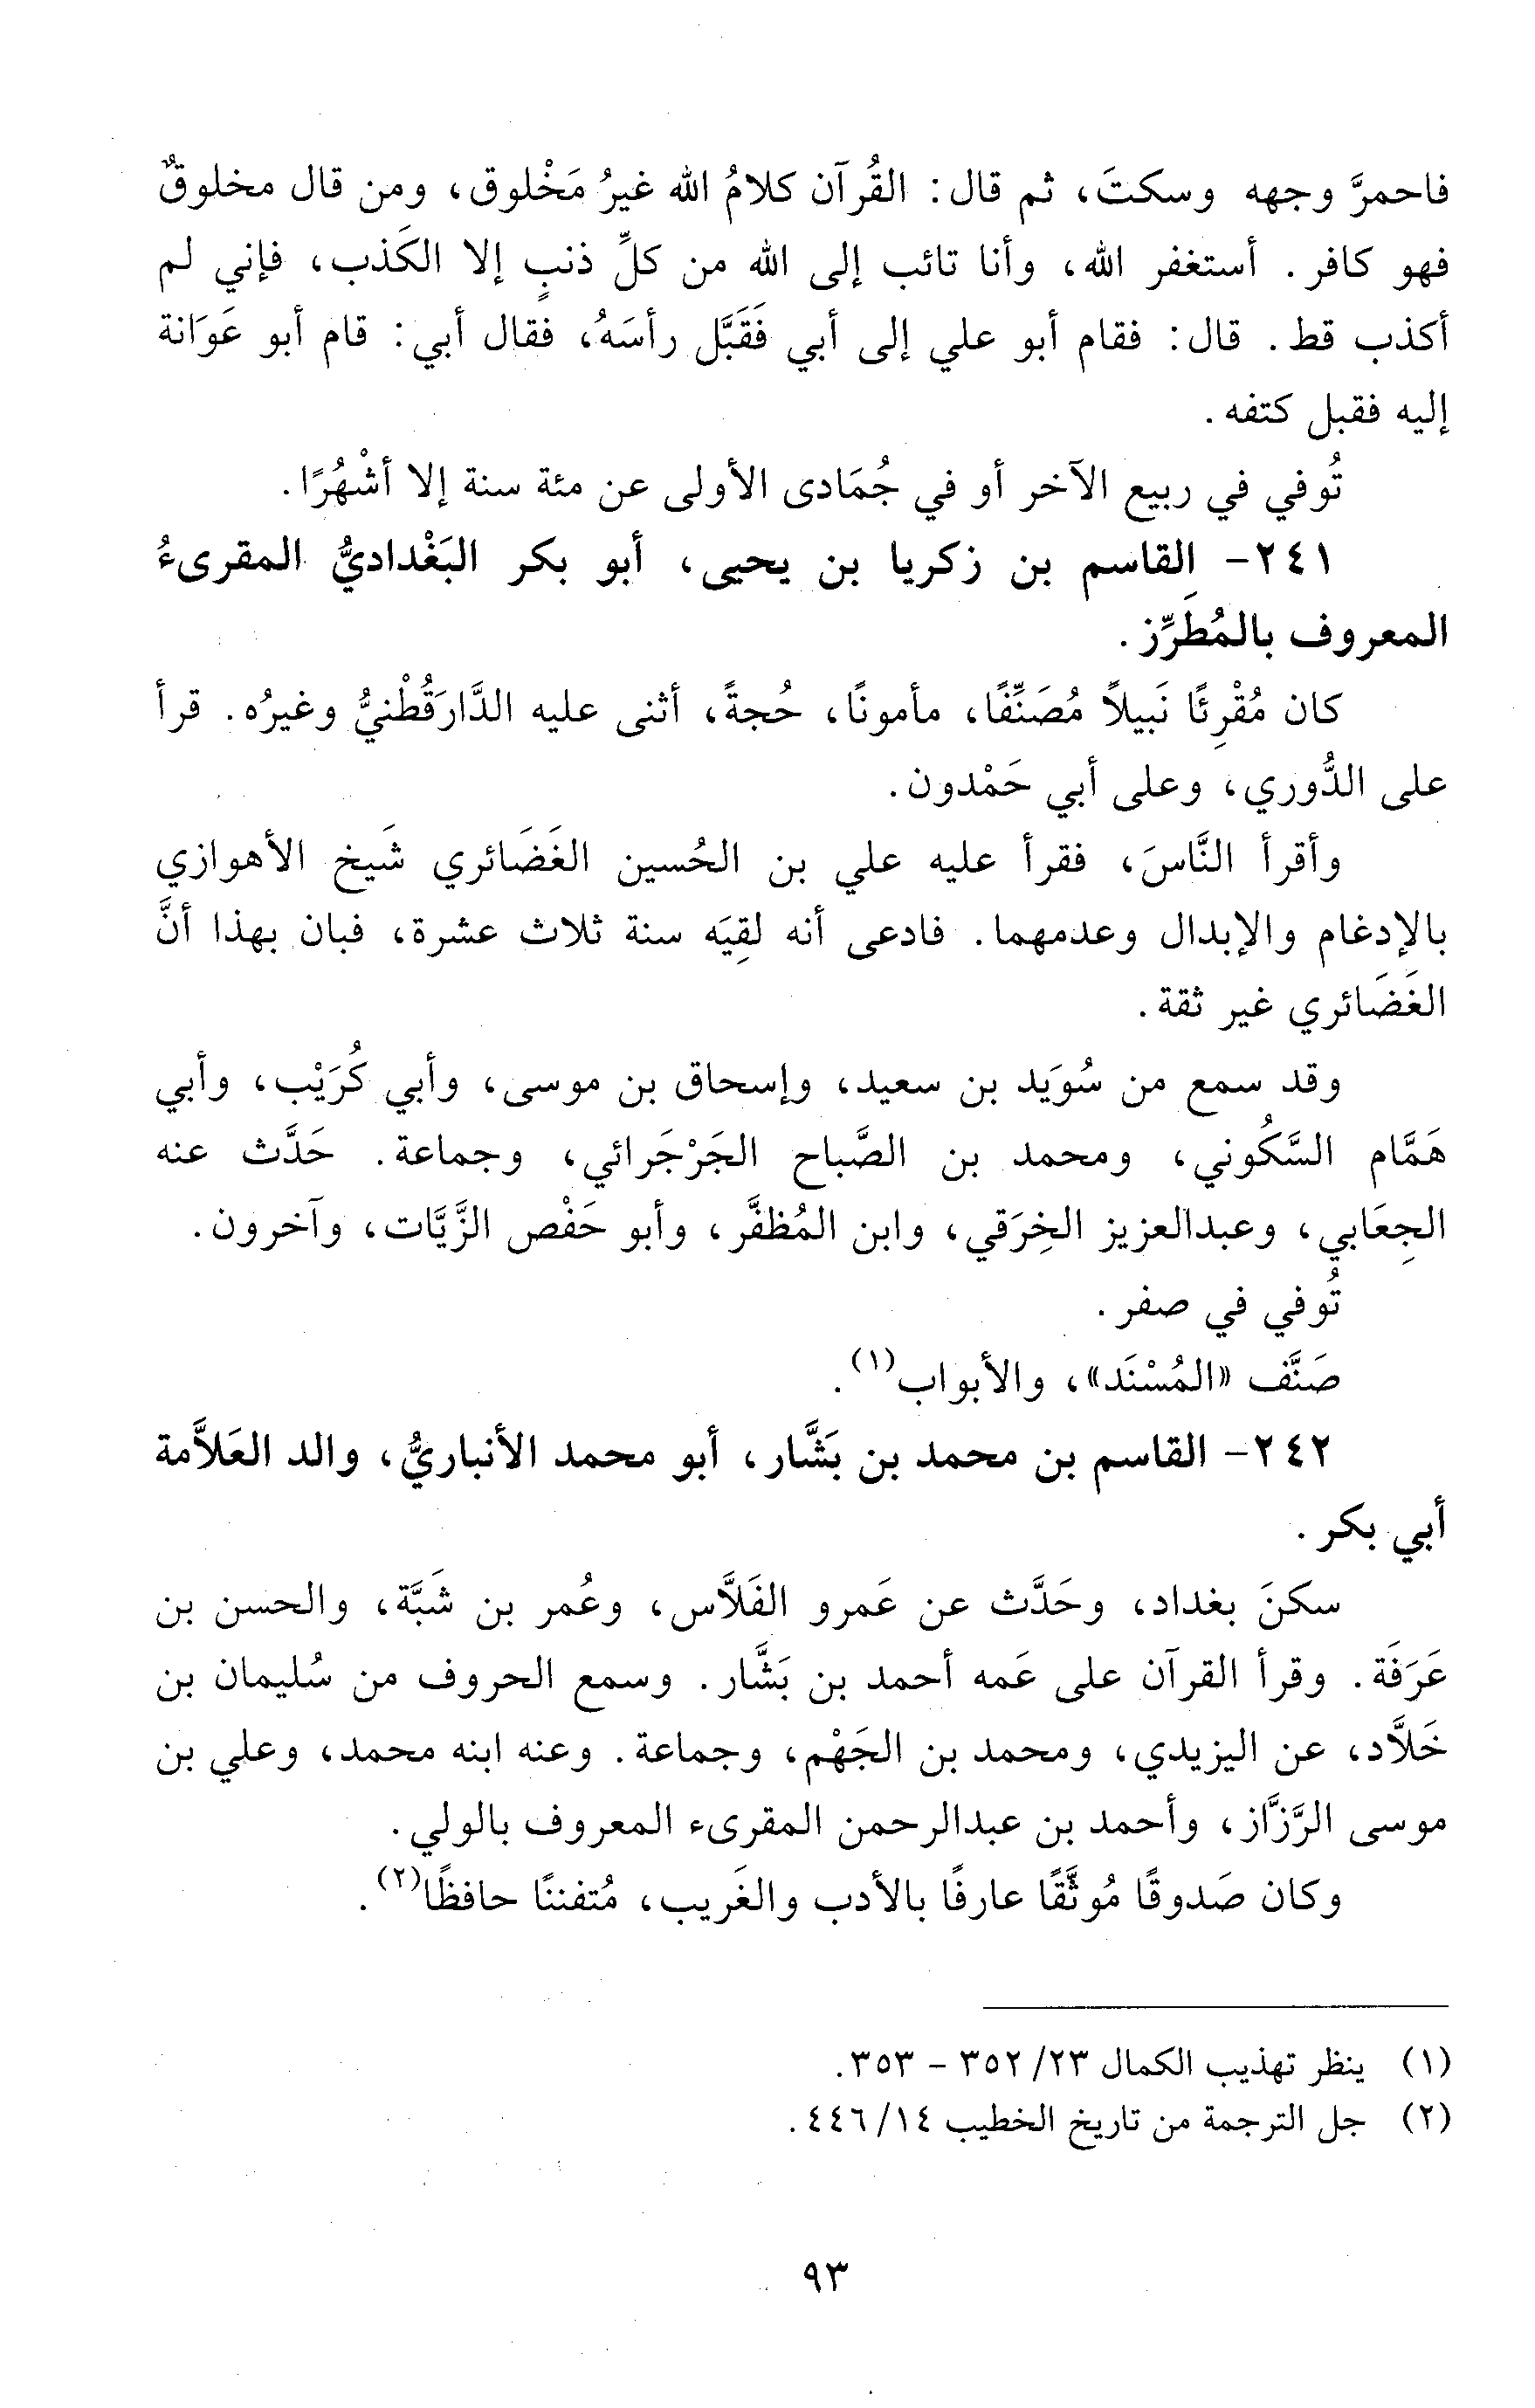 فاحمرَّ وجهه وسكتَ، ثم قال: القُرآن كلامُ الله غيرُ مَخْلوق، ومن قال مخلوقٌ
فهو كافر. أستغفر الله، وأنا تائب إلى الله من كلِّ ذنبٍ إلا الكَذب، فإني لم
أكذب قط. قال: فقام أبو علي إلى أبي فَقَبَّل رأسَهُ، فقال أبي: قام أبو عَوَانة
إليه فقبل كتفه.
تُوفي في ربيع الآخر أو في جُمَادى الأولى عن مئة سنة إلا أشْهُرًا.
٢٤١- القاسم بن زكريا بن يحيى، أبو بكر البَغْداديُّ المقرىءُ
المعروف بالمُطَرِّز.
كان مُقْرِئًا نَبيلاً مُصَنِّفًا، مأمونًا، حُجةً، أثنى عليه الدَّارَقُطْنيُّ وغيرُه. قرأ
على الدُّوري، وعلى أبي حَمْدون.
وأقرأ النَّاسَ، فقرأ عليه علي بن الحُسين الغَضَائري شَيخ الأهوازي
بالإدغام والإبدال وعدمهما. فادعى أنه لقِيَه سنة ثلاث عشرة، فبان بهذا أنَّ
الغَضَائري غير ثقة.
وقد سمع من سُوَيَد بن سعيد، وإسحاق بن موسى، وأبي كُرَيْب، وأبي
هَمَّام السَّكُوني، ومحمد بن الصَّباح الجَرْجَرائي، وجماعة. حَدَّث عنه
الجِعَابي، وعبدالعزيز الخِرَقي، وابن المُظفَّر، وأبو حَفْص الزَّيَّات، وآخرون.
تُوفي في صفر.
صَنَّف «المُسْنَد»، والأبواب(١).
٢٤٢- القاسم بن محمد بن بَشَّار، أبو محمد الأنباريُّ، والد العَلاَّمة
أبي بكر.
سكنَ بغداد، وحَدَّث عن عَمرو الفَلاَّس، وعُمر بن شَبَّة، والحسن بن
عَرَفَة. وقرأ القرآن على عَمه أحمد بن بَشَّار. وسمع الحروف من سُليمان بن
خَلاَّد، عن اليزيدي، ومحمد بن الجَهْم، وجماعة. وعنه ابنه محمد، وعلي بن
موسى الرَّزاَّز، وأحمد بن عبدالرحمن المقرىء المعروف بالولي.
وكان صَدوقًا مُوثَّقًا عارفًا بالأدب والغَريب، مُتفننًا حافظًا(٢).
(١) ينظر تهذيب الكمال ٢٣/ ٣٥٢ - ٣٥٣.
(٢) جل الترجمة من تاريخ الخطيب ١٤/ ٤٤٦.
٩٣